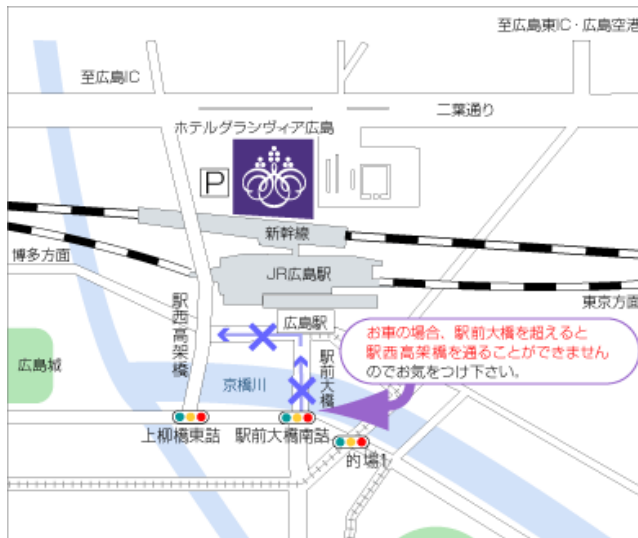 至広島東IC・広島空港
至広島IC
二葉通り
ホテルグランヴィア広島
P
新幹線
博多方面
JR広島駅
東京方面
広島駅
駅西高架橋
駅前大橋
お車の場合、駅前大橋を超えると
駅西高架橋を通ることができません
のでお気をつけ下さい。
広島城
京橋川
上柳橋東詰
駅前大橋南詰
的場1